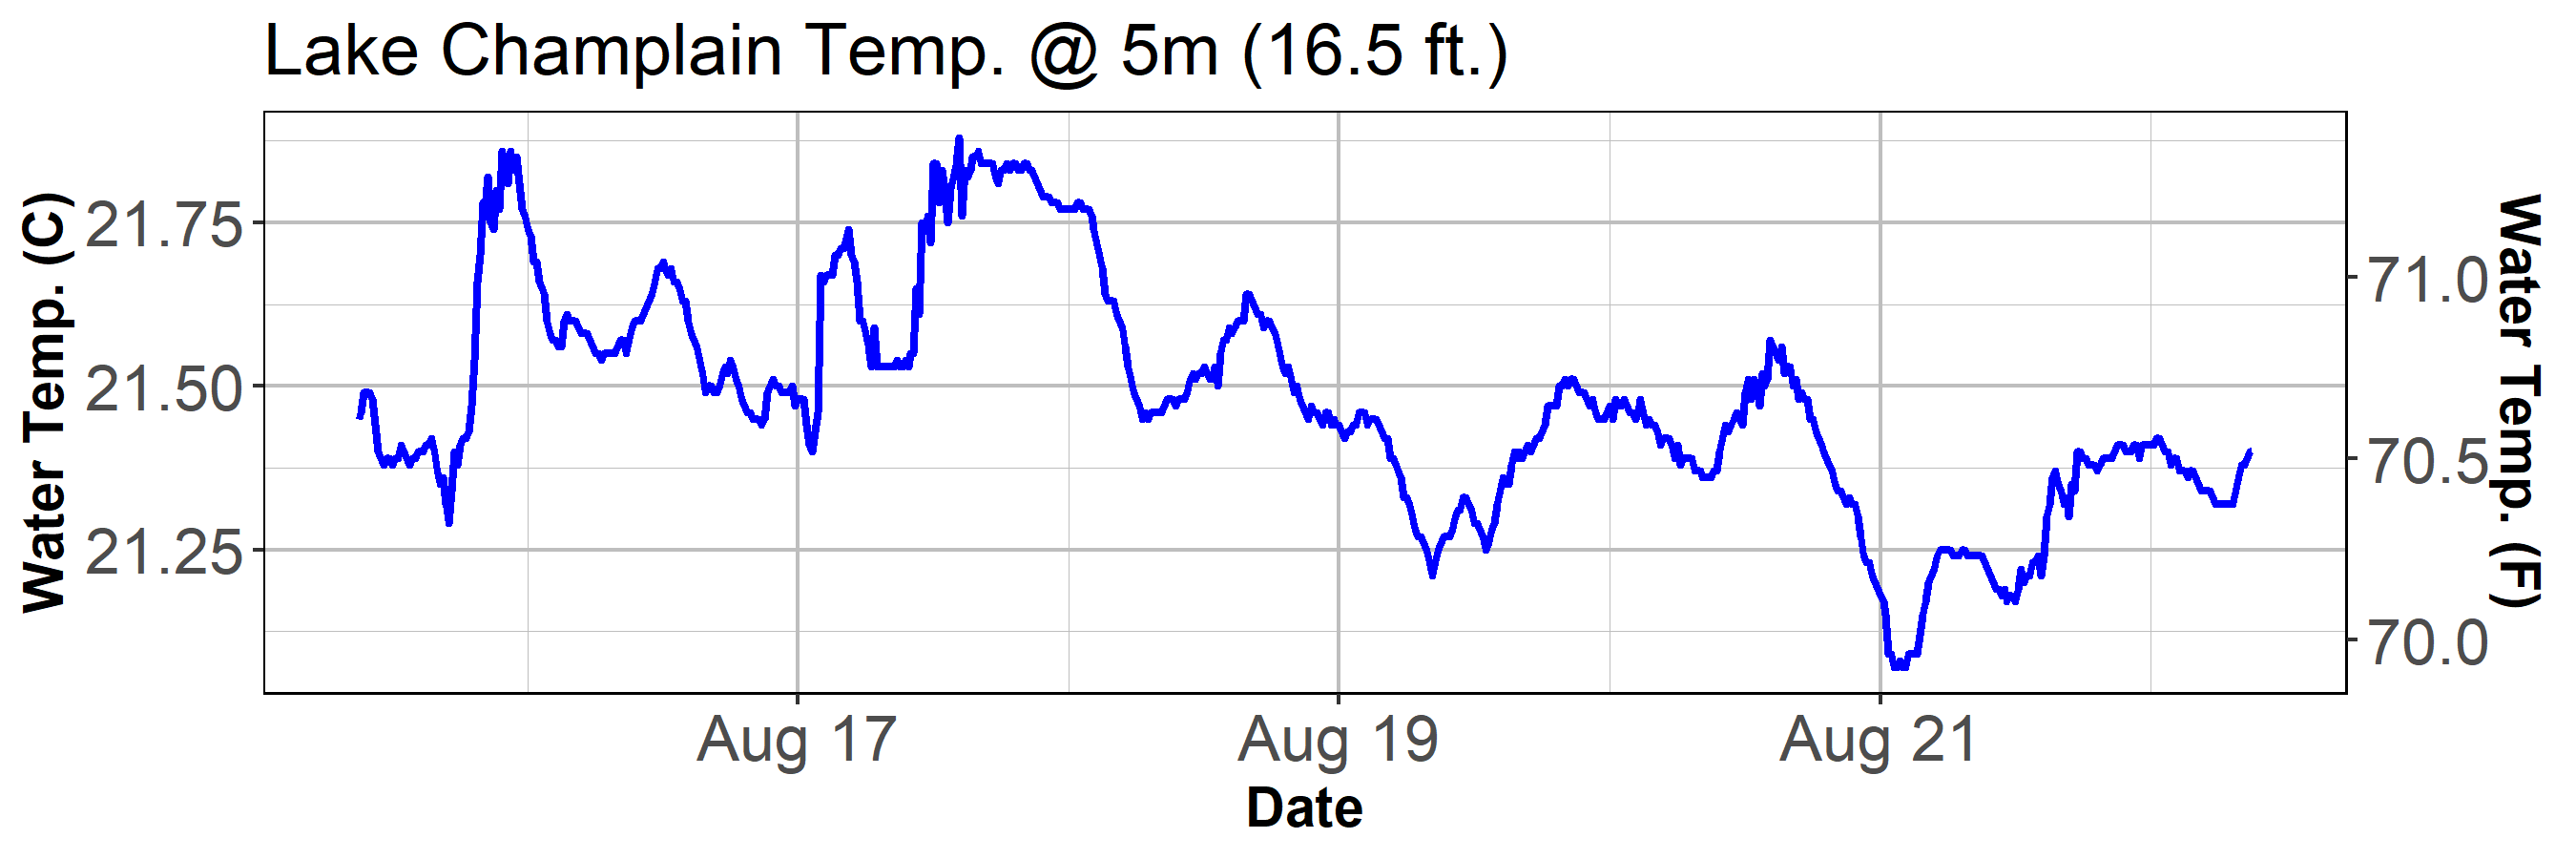 Lake Champlain Temp. @ 5m (16.5 ft.)
Water Temp. (C)
21.75
21.50
21.25
71.0
70.5
70.0
Water Temp. (F)
Aug 17
Aug 19
Aug 21
Date